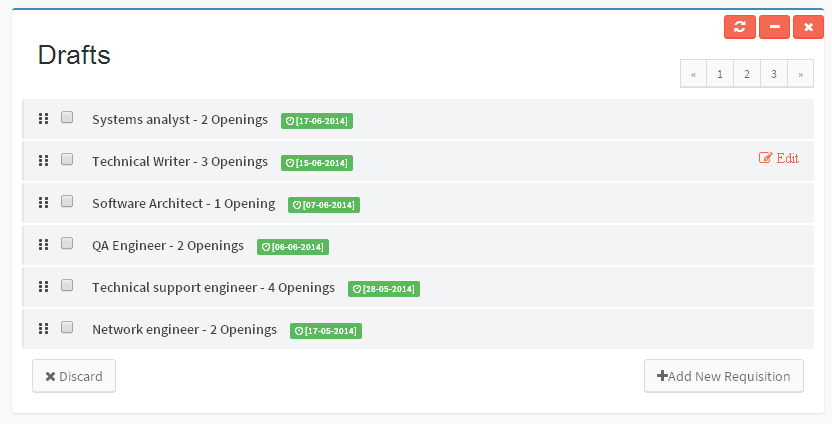 Drafts
« 1 2 3 »
Systems analyst - 2 Openings [17-06-2014]
Technical Writer - 3 Openings [15-06-2014] Edit
Software Architect - 1 Opening [07-06-2014]
QA Engineer - 2 Openings [06-06-2014]
Technical support engineer - 4 Openings [28-05-2014]
Network engineer - 2 Openings [17-05-2014]
Discard
Add New Requisition